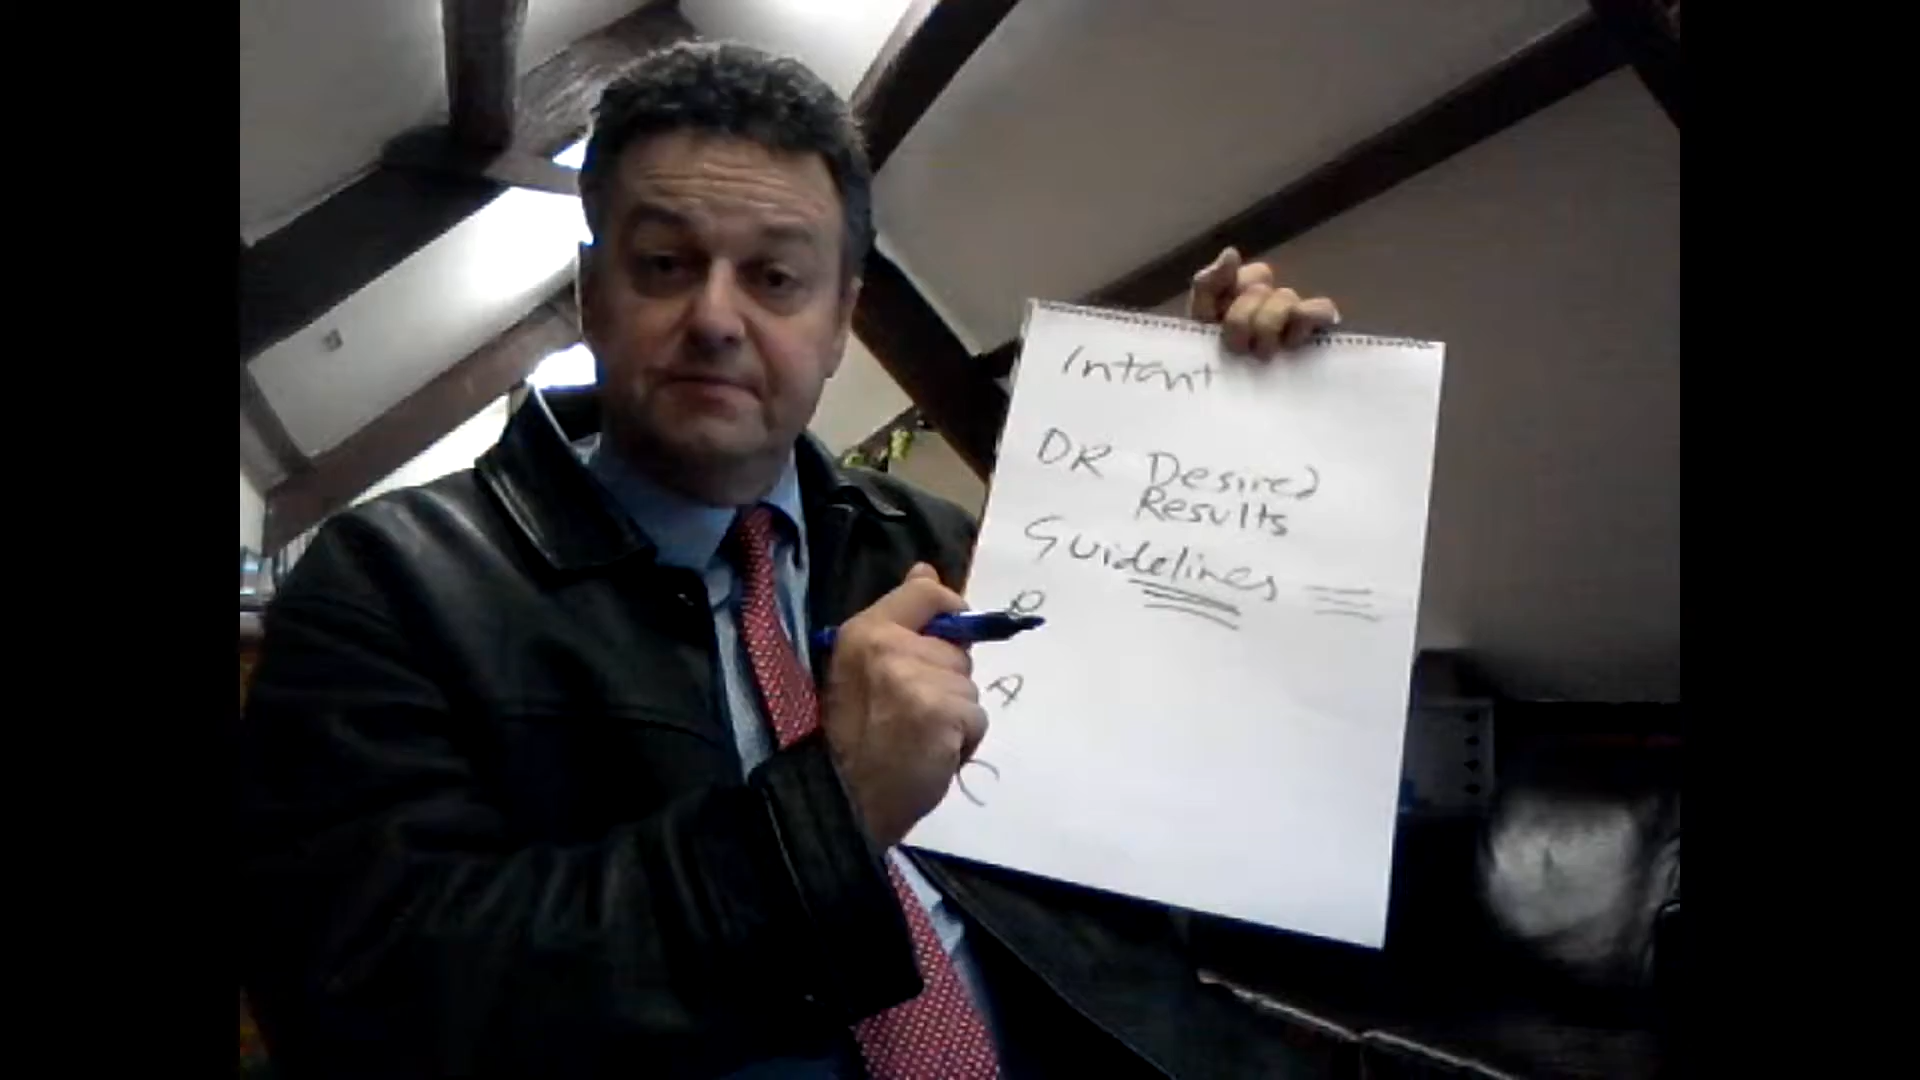 Intent
DR Desired
Results
Guidelines
R
A
C